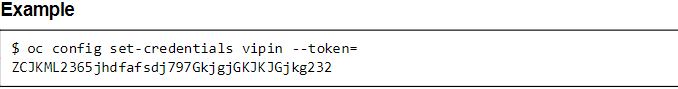 Example
$ oc config set-credentials vipin --token=
ZCJKML2365jhdfafsdj797GkjgjGKJKJGjkg232